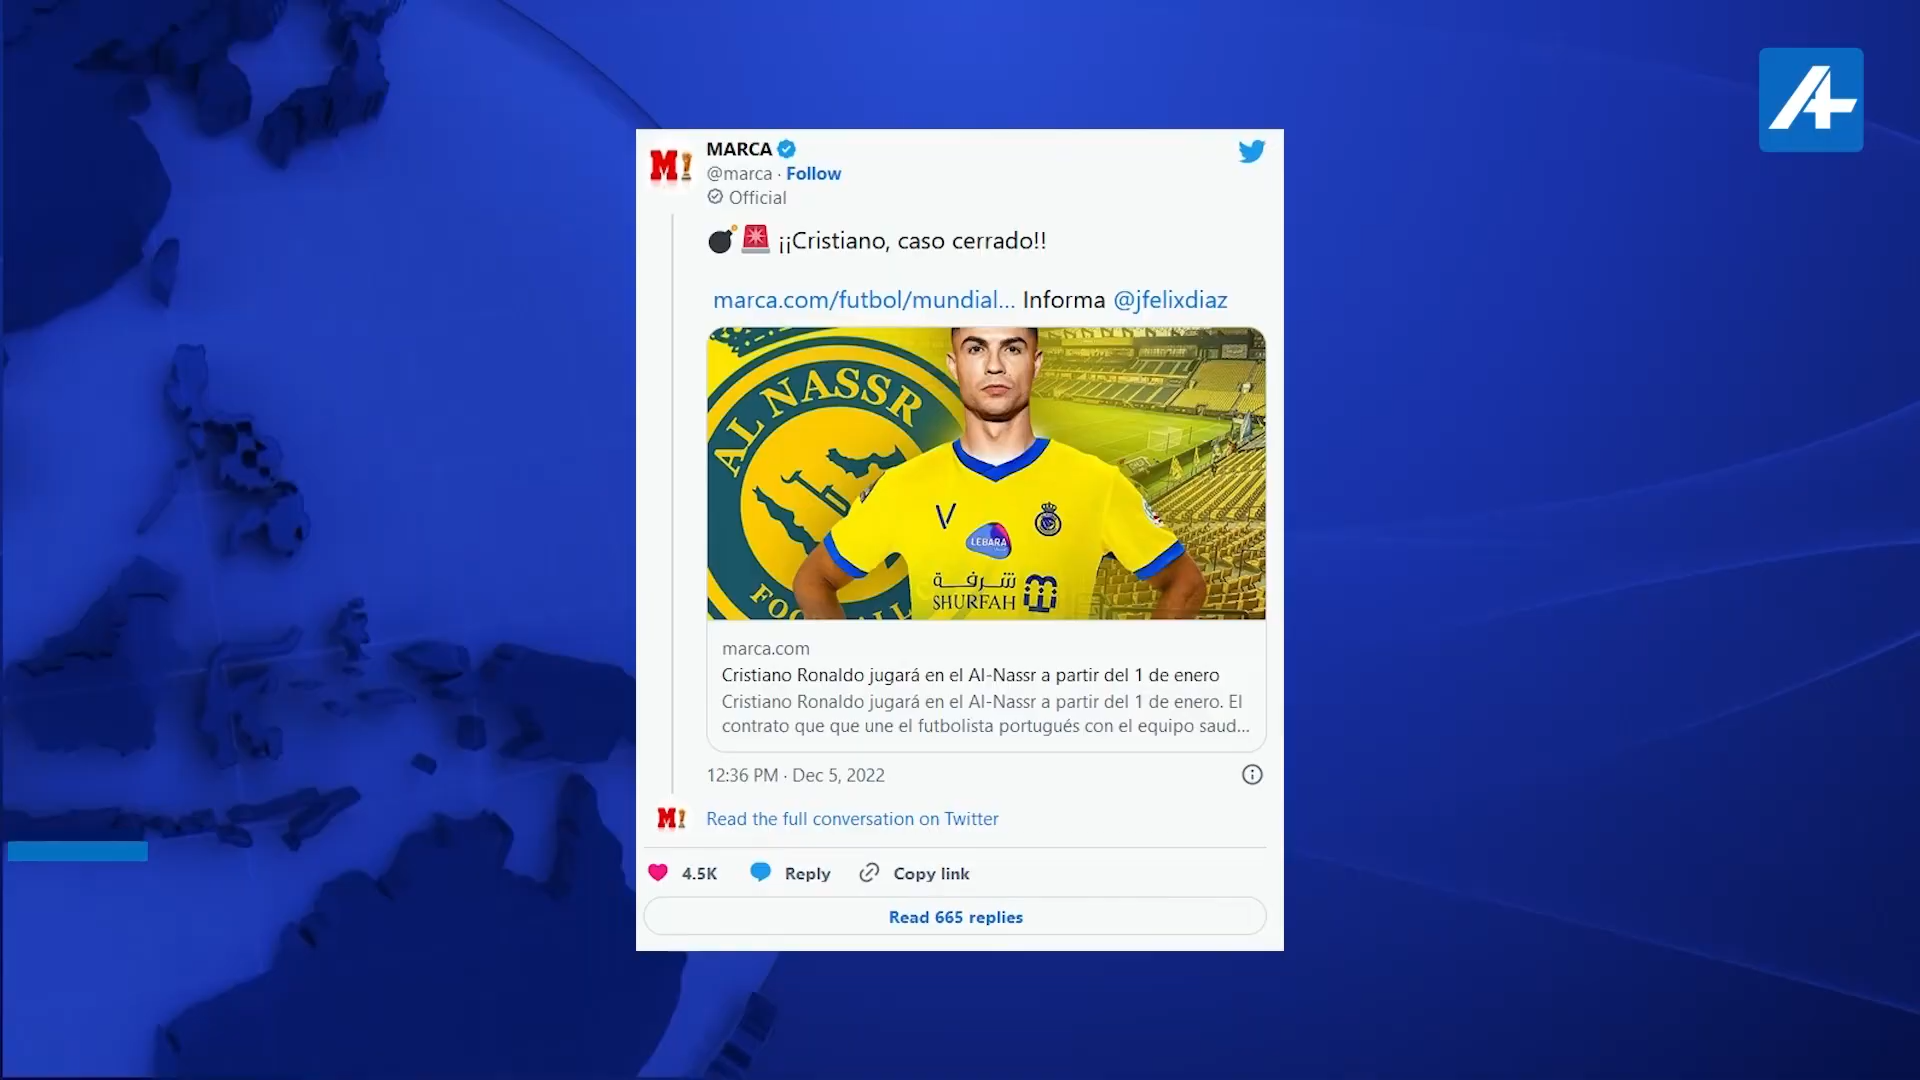 MARCA
@marca · Follow
Official
¡¡Cristiano, caso cerrado!!
marca.com/futbol/mundial... Informa @jfelixdiaz
AL NASSR
LEBARA
شرفة
SHURFAH
marca.com
Cristiano Ronaldo jugará en el Al-Nassr a partir del 1 de enero
Cristiano Ronaldo jugará en el Al-Nassr a partir del 1 de enero. El
contrato que que une el futbolista portugués con el equipo saud...
12:36 PM · Dec 5, 2022
Read the full conversation on Twitter
4.5K Reply Copy link
Read 665 replies